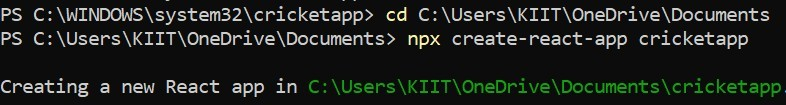 PS C:\WINDOWS\system32\cricketapp> cd C:\Users\KIIT\OneDrive\Documents
PS C:\Users\KIIT\OneDrive\Documents> npx create-react-app cricketapp
Creating a new React app in C:\Users\KIIT\OneDrive\Documents\cricketapp.